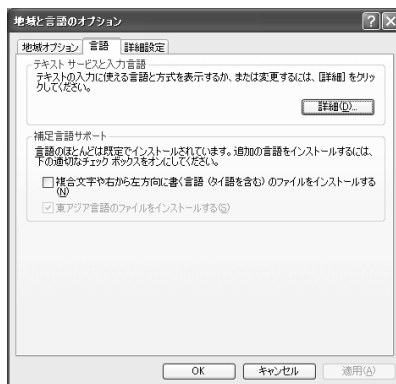 地域と言語のオプション
地域オプション 言語 詳細設定
テキスト サービスと入力言語
テキストの入力に使える言語と方式を表示するか、または変更するには、[詳細] をクリッ
クしてください。
詳細(D)...
補足言語サポート
言語のほとんどは既定でインストールされています。追加の言語をインストールするには、
下の適切なチェック ボックスをオンにしてください。
複合文字や右から左方向に書く言語 (タイ語を含む) のファイルをインストールする
(N)
東アジア言語のファイルをインストールする(S)
OK キャンセル 適用(A)